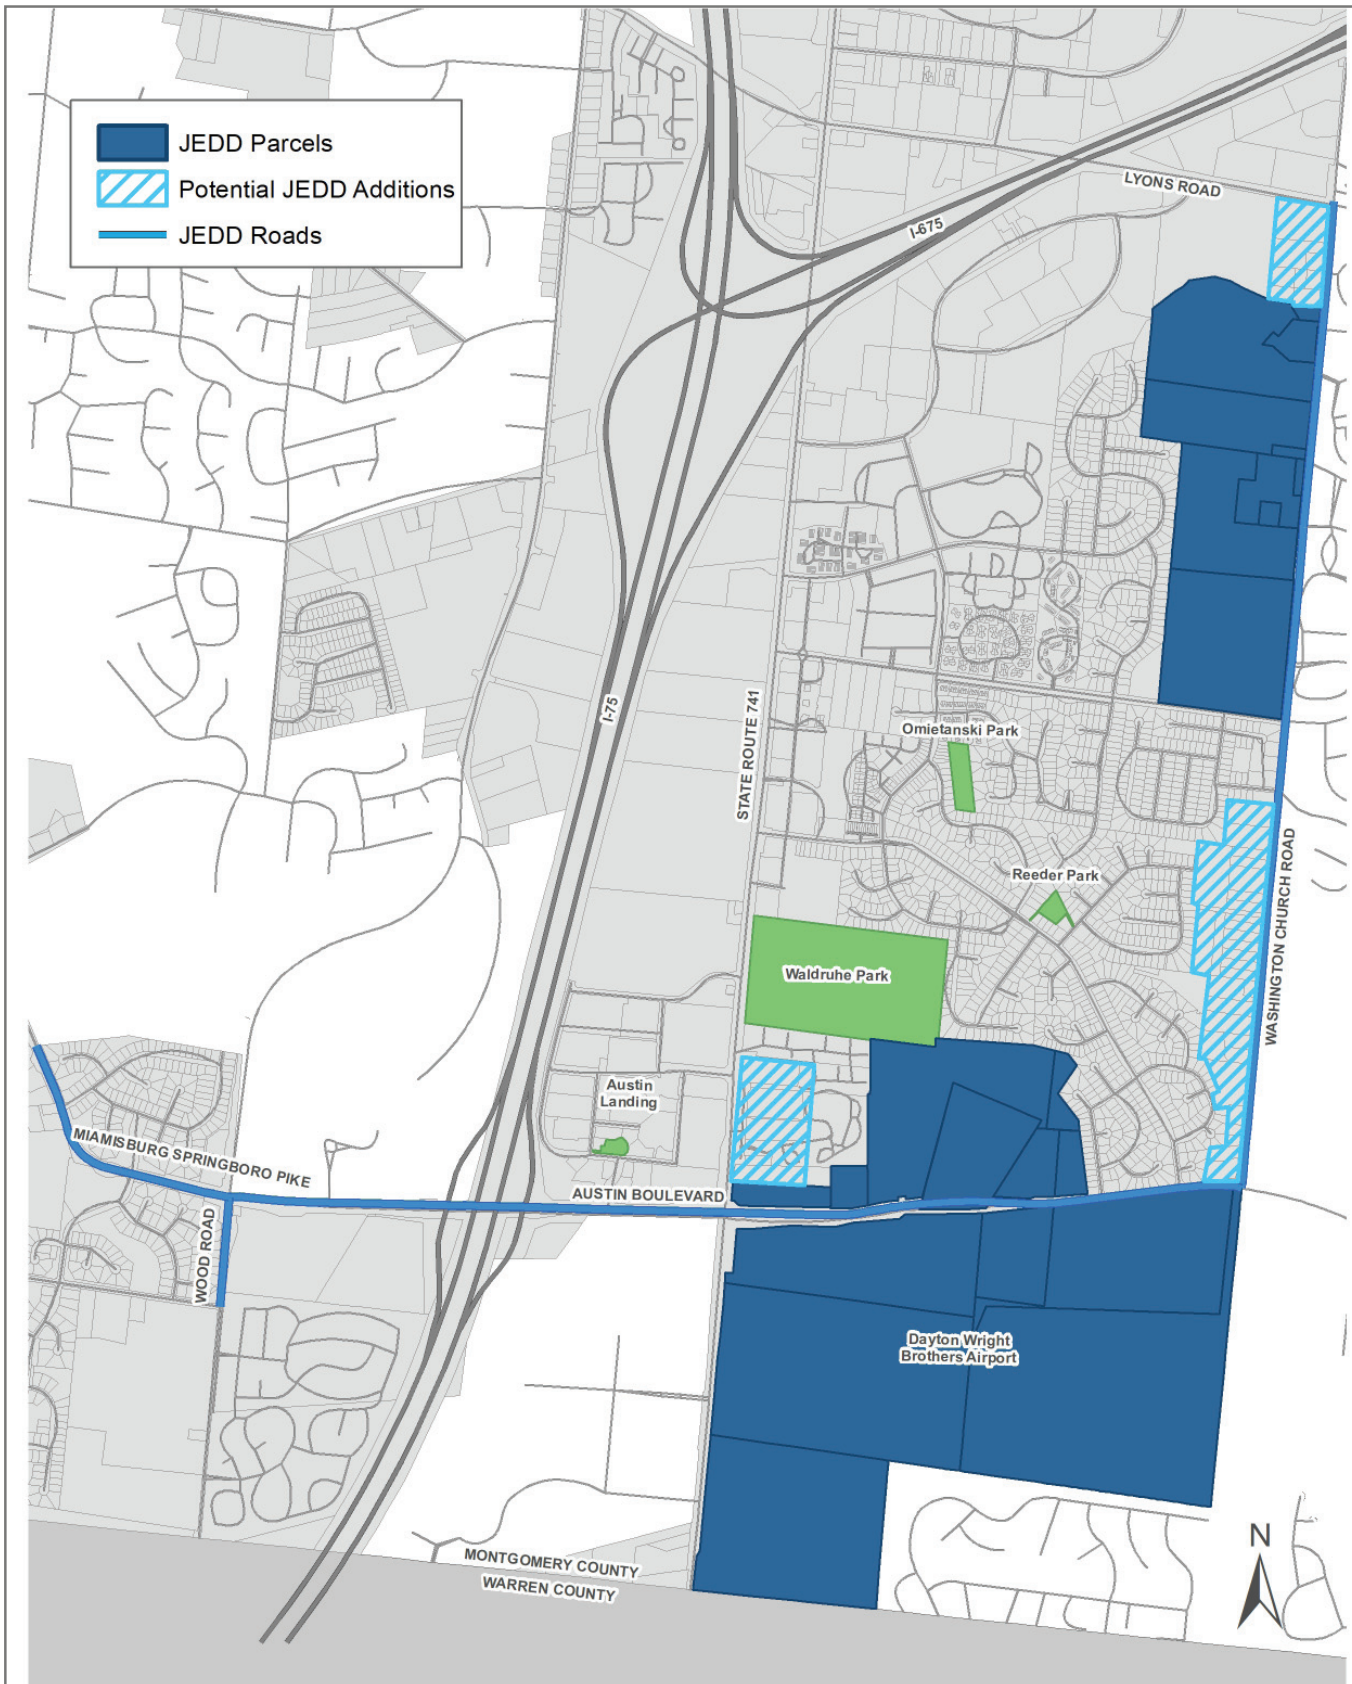 JEDD Parcels
Potential JEDD Additions
JEDD Roads
LYONS ROAD
I-675
I-75
STATE ROUTE 741
Omietanski Park
Reeder Park
WASHINGTON CHURCH ROAD
Waldruhe Park
Austin
Landing
MIAMISBURG SPRINGBORO PIKE
AUSTIN BOULEVARD
WOOD ROAD
Dayton Wright
Brothers Airport
MONTGOMERY COUNTY
WARREN COUNTY
N